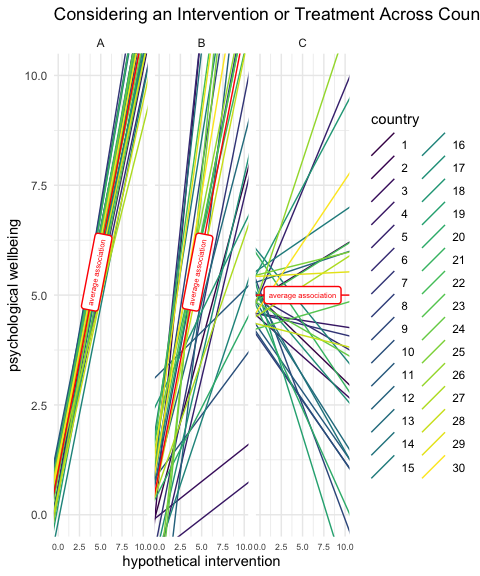 Considering an Intervention or Treatment Across Coun
A B C
10.0
7.5
5.0
2.5
0.0
psychological wellbeing
average association
average association
average association
0.0 2.5 5.0 7.5 10.0 0.0 2.5 5.0 7.5 10.0 0.0 2.5 5.0 7.5 10.0
hypothetical intervention
country
1 16
2 17
3 18
4 19
5 20
6 21
7 22
8 23
9 24
10 25
11 26
12 27
13 28
14 29
15 30